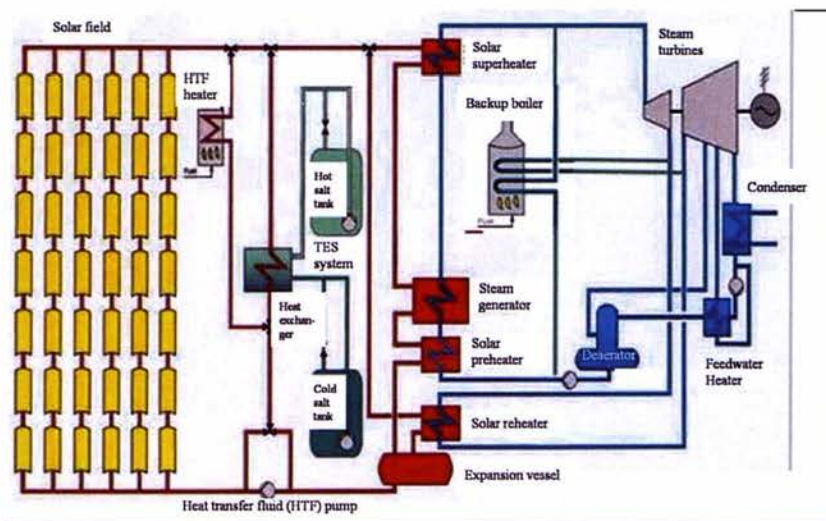 Solar field
HTF
heater
Fuel
Hot
salt
tank
TES
system
Heat
exchan-
ger
Cold
salt
tank
Heat transfer fluid (HTF) pump
Solar
superheater
Backup boiler
Fuel
Steam
turbines
Condenser
Steam
generator
Solar
preheater
Deaerator
Feedwater
Heater
Solar reheater
Expansion vessel